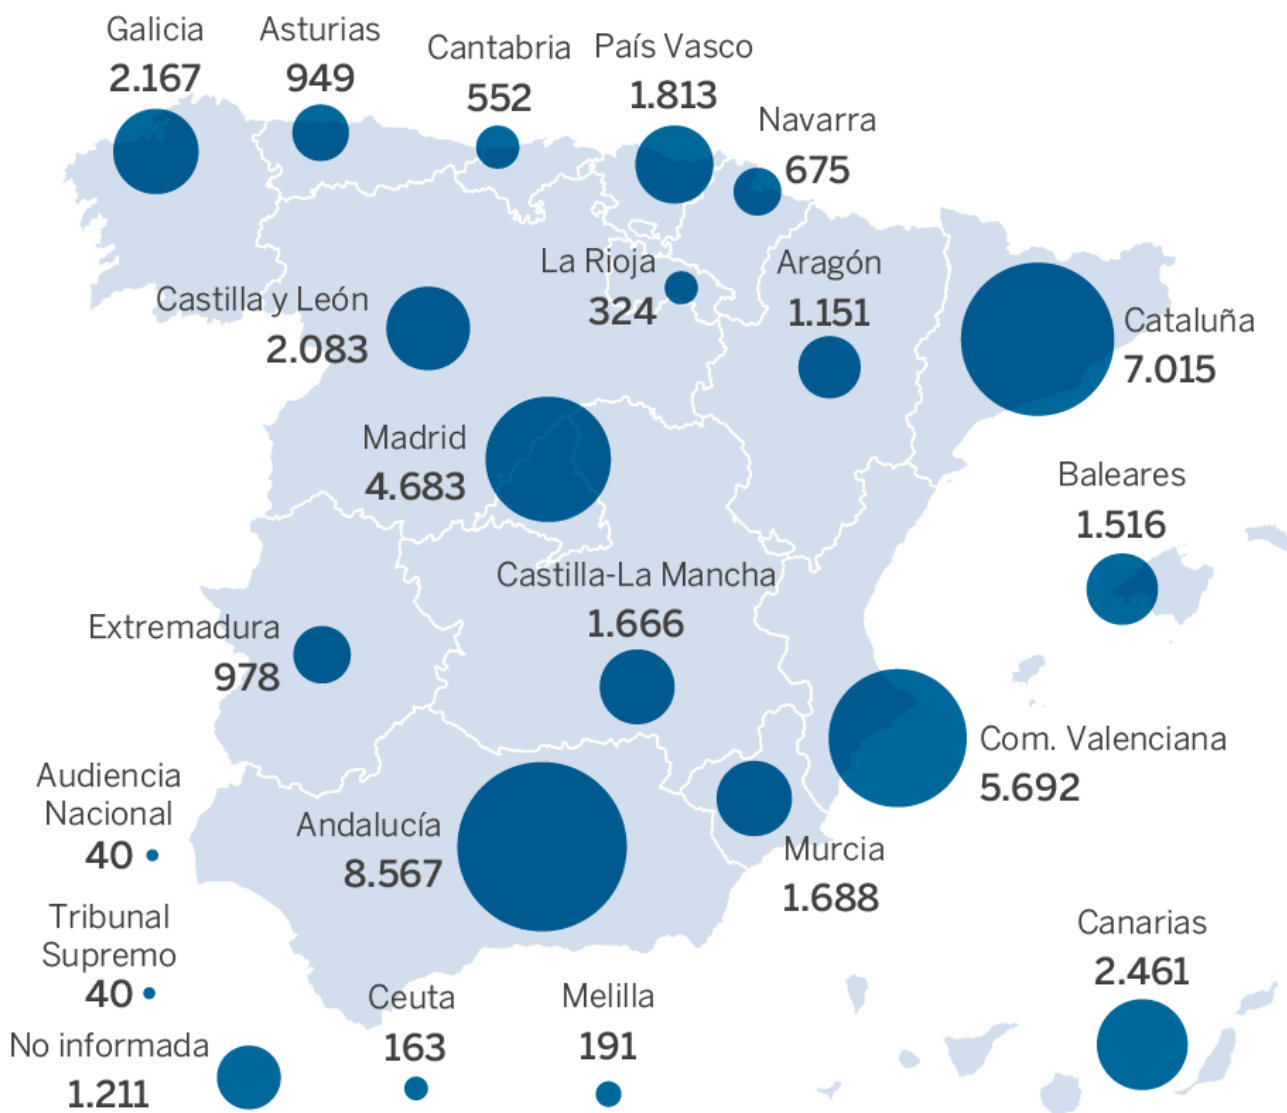 Galicia
2.167
Asturias
949
Cantabria
552
País Vasco
1.813
Navarra
675
La Rioja
324
Aragón
1.151
Castilla y León
2.083
Cataluña
7.015
Madrid
4.683
Baleares
1.516
Castilla-La Mancha
1.666
Extremadura
978
Com. Valenciana
5.692
Audiencia
Nacional
40
Andalucía
8.567
Murcia
1.688
Tribunal
Supremo
40
Canarias
2.461
Ceuta
163
Melilla
191
No informada
1.211